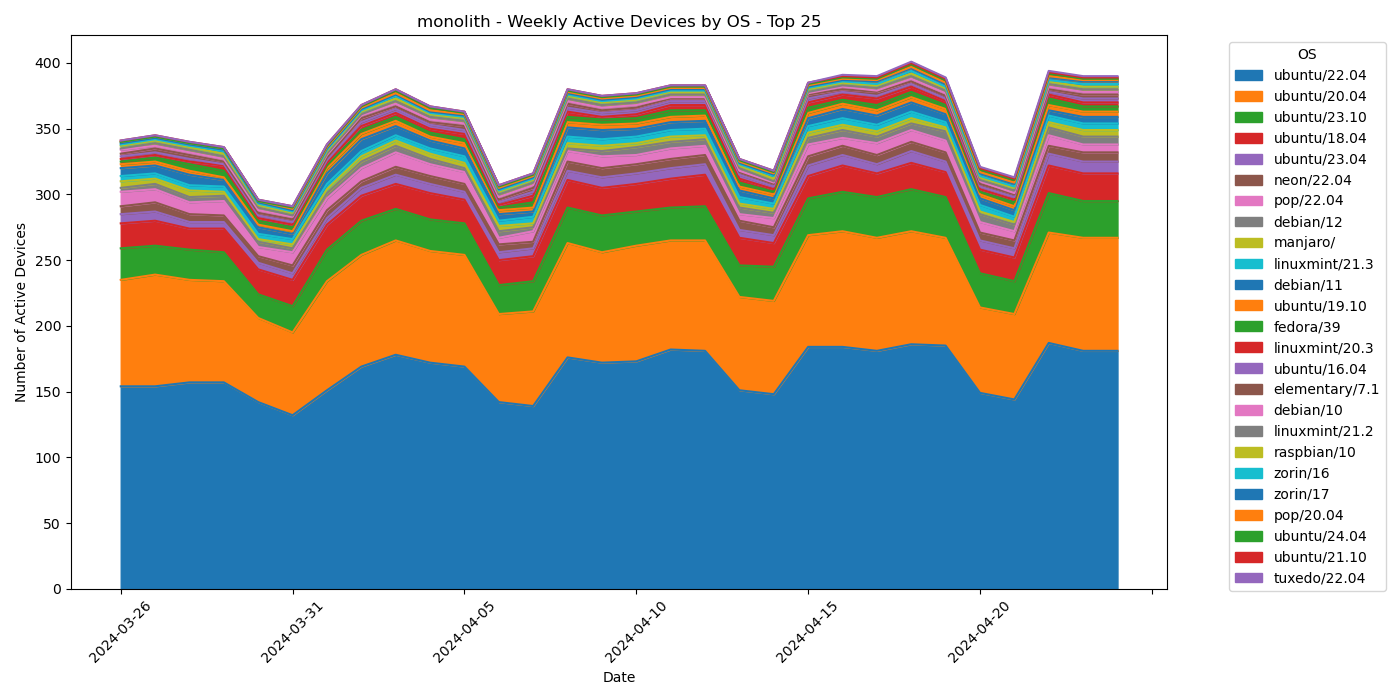 monolith - Weekly Active Devices by OS - Top 25
Number of Active Devices
400
350
300
250
200
150
100
50
0
2024-03-26
2024-03-31
2024-04-05
2024-04-10
2024-04-15
2024-04-20
Date
OS
ubuntu/22.04
ubuntu/20.04
ubuntu/23.10
ubuntu/18.04
ubuntu/23.04
neon/22.04
pop/22.04
debian/12
manjaro/
linuxmint/21.3
debian/11
ubuntu/19.10
fedora/39
linuxmint/20.3
ubuntu/16.04
elementary/7.1
debian/10
linuxmint/21.2
raspbian/10
zorin/16
zorin/17
pop/20.04
ubuntu/24.04
ubuntu/21.10
tuxedo/22.04